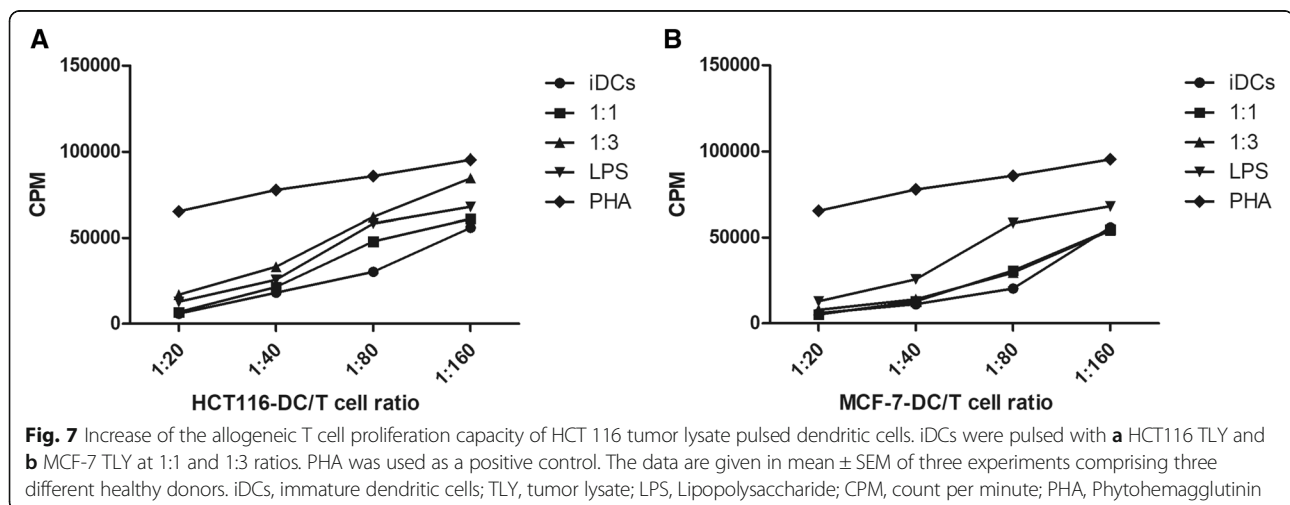 A
150000
100000
50000
0
CPM
1:20
1:40
1:80
1:160
HCT116-DC/T cell ratio
iDCs
1:1
1:3
LPS
PHA
B
150000
100000
50000
0
CPM
1:20
1:40
1:80
1:160
MCF-7-DC/T cell ratio
iDCs
1:1
1:3
LPS
PHA
Fig. 7 Increase of the allogeneic T cell proliferation capacity of HCT 116 tumor lysate pulsed dendritic cells. iDCs were pulsed with a HCT116 TLY and
b MCF-7 TLY at 1:1 and 1:3 ratios. PHA was used as a positive control. The data are given in mean ± SEM of three experiments comprising three
different healthy donors. iDCs, immature dendritic cells; TLY, tumor lysate; LPS, Lipopolysaccharide; CPM, count per minute; PHA, Phytohemagglutinin